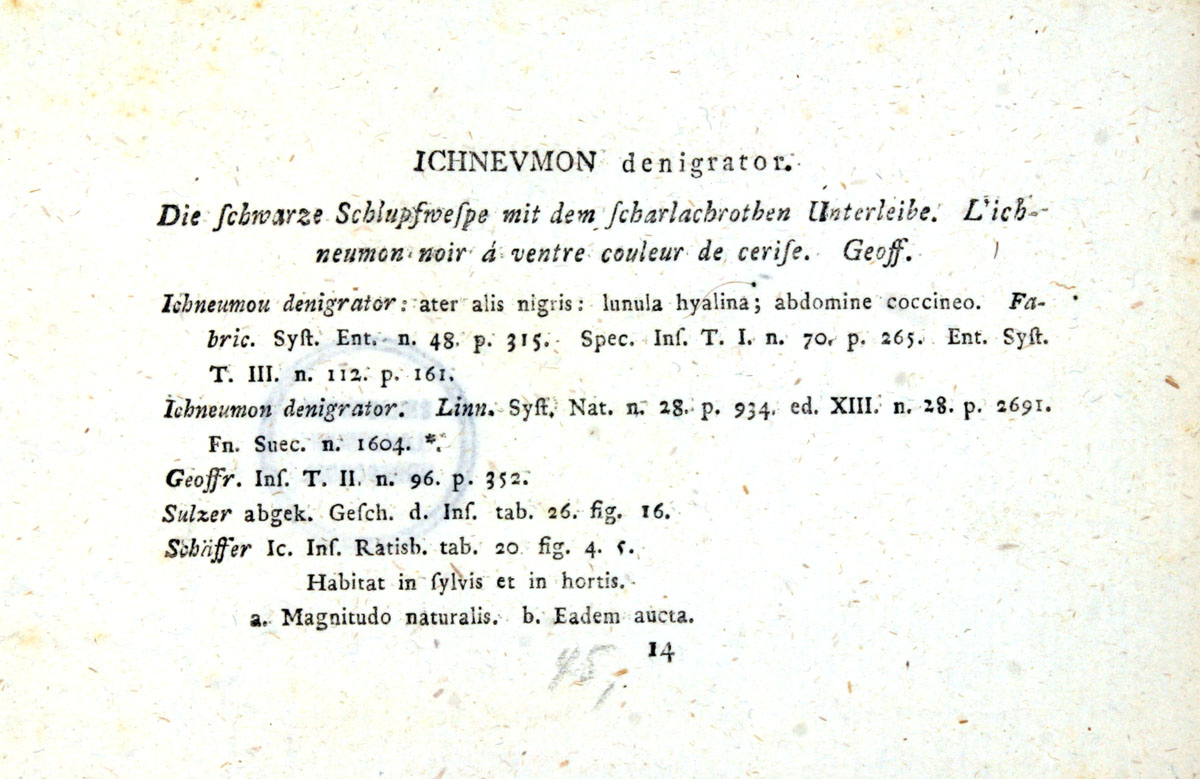 ICHNEVMON denigrator.
Die ſchwarze Schlupfweſpe mit dem ſcharlachrothen Unterleibe. L'ich-
neumon noir á ventre couleur de ceriſe. Geoff.
Ichneumou denigrator: ater alis nigris: lunula hyalina; abdomine coccineo. Fa-
bric. Syſt. Ent. n. 48. p. 315. Spec. Inſ. T. I. n. 70. p. 265. Ent. Syſt.
T. III. n. 112. p. 161.
Ichneumon denigrator. Linn. Syſt. Nat. n. 28. p. 934. ed. XIII. n. 28. p. 2691.
Fn. Suec. n. 1604. *.
Geoffr. Inſ. T. II. n. 96. p. 352.
Sulzer abgek. Geſch. d. Inſ. tab. 26. fig. 16.
Schäffer Ic. Inſ. Ratisb. tab. 20 fig. 4. 5.
Habitat in ſylvis et in hortis.
a. Magnitudo naturalis. b. Eadem aucta.
14
45,